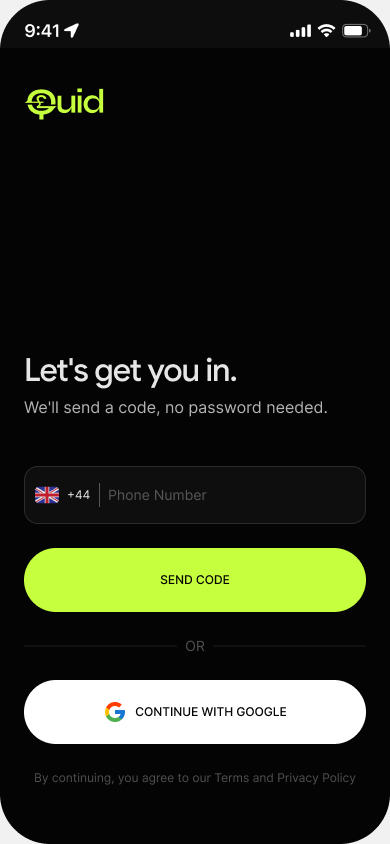 9:41
Quid
Let's get you in.
We'll send a code, no password needed.
+44 Phone Number
SEND CODE
OR
CONTINUE WITH GOOGLE
By continuing, you agree to our Terms and Privacy Policy